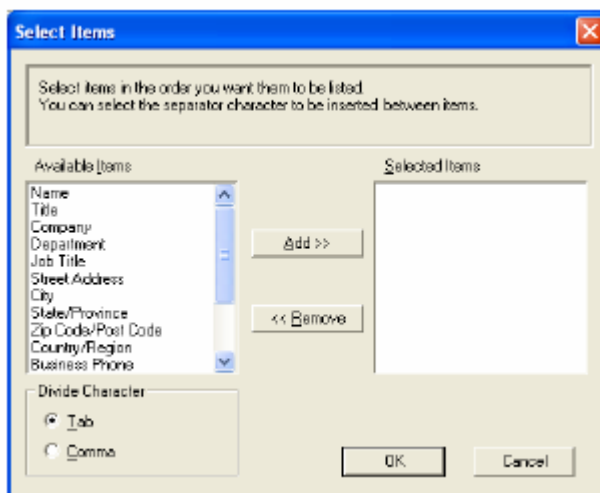 Select Items
Select items in the order you want them to be listed.
You can select the separator character to be inserted between items.
Available Items
Selected Items
Name
Title
Company
Department
Job Title
Street Address
City
State/Province
Zip Code/Post Code
Country/Region
Business Phone
Add >>
<< Remove
Divide Character
Tab
Comma
OK
Cancel